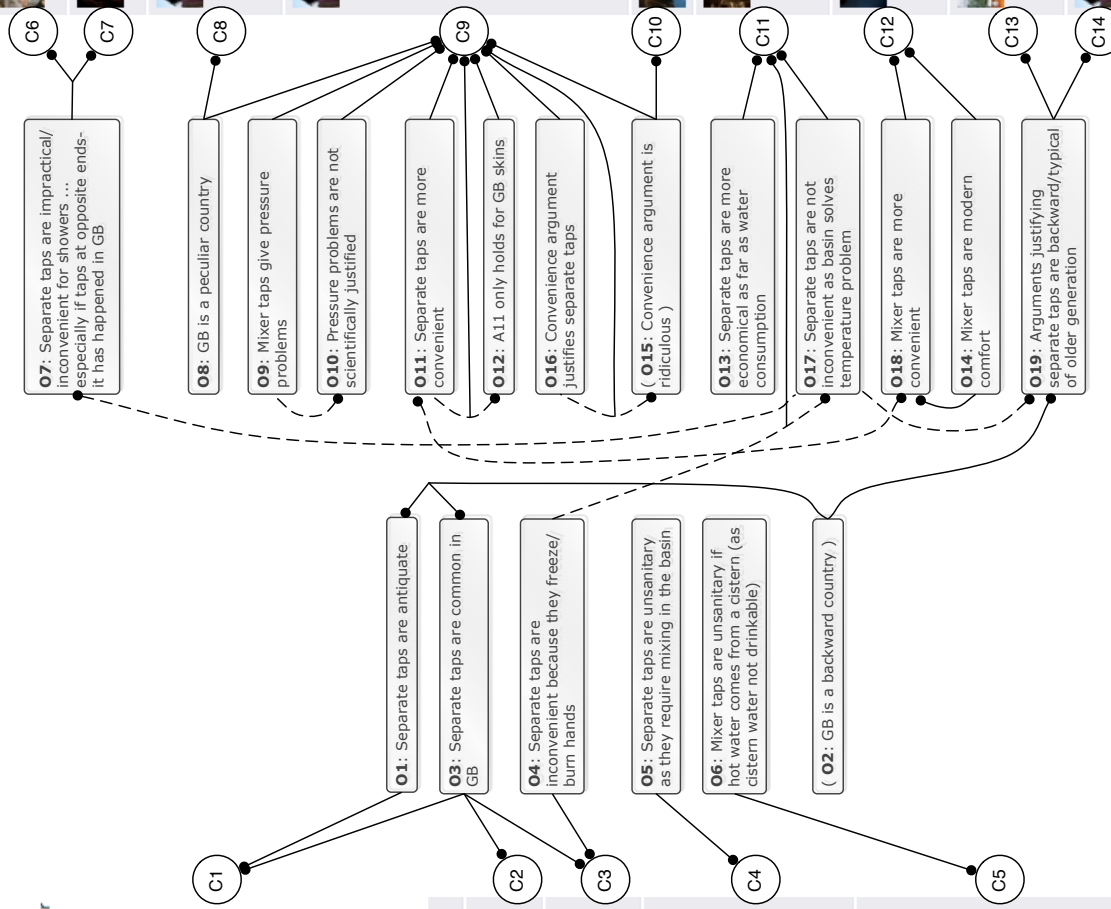 C6
C7
C8
C9
C10
C11
C12
C13
C14
O7: Separate taps are impractical/
inconvenient for showers ...
especially if taps at opposite ends-
it has happened in GB
O8: GB is a peculiar country
O9: Mixer taps give pressure
problems
O10: Pressure problems are not
scientifically justified
O11: Separate taps are more
convenient
O12: A11 only holds for GB skins
O16: Convenience argument
justifies separate taps
( O15: Convenience argument is
ridiculous )
O13: Separate taps are more
economical as far as water
consumption
O17: Separate taps are not
inconvenient as basin solves
temperature problem
O18: Mixer taps are more
convenient
O14: Mixer taps are modern
comfort
O19: Arguments justifying
separate taps are backward/typical
of older generation
O1: Separate taps are antiquate
O3: Separate taps are common in
GB
O4: Separate taps are
inconvenient because they freeze/
burn hands
O5: Separate taps are unsanitary
as they require mixing in the basin
O6: Mixer taps are unsanitary if
hot water comes from a cistern (as
cistern water not drinkable)
( O2: GB is a backward country )
C1
C2
C3
C4
C5